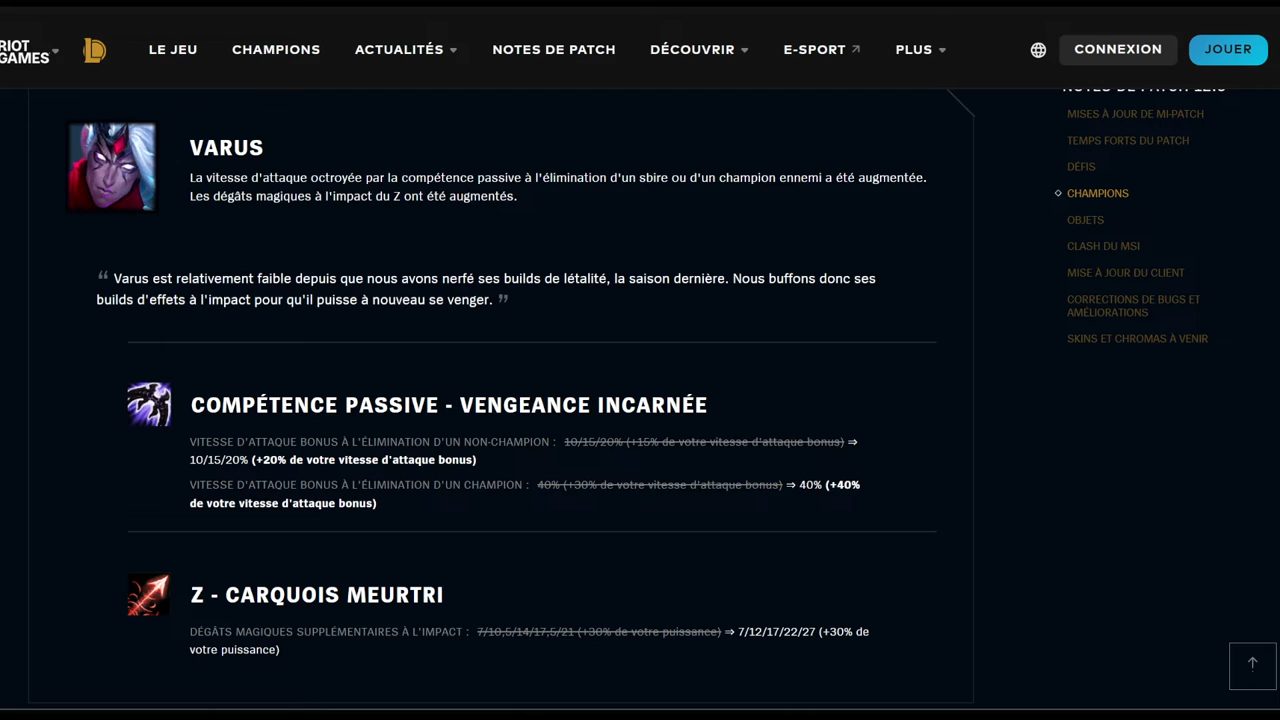 RIOT
GAMES
LE JEU
CHAMPIONS
ACTUALITÉS
NOTES DE PATCH
DÉCOUVRIR
E-SPORT
PLUS
CONNEXION
JOUER
VARUS
La vitesse d'attaque octroyée par la compétence passive à l'élimination d'un sbire ou d'un champion ennemi a été augmentée.
Les dégâts magiques à l'impact du Z ont été augmentés.
“ Varus est relativement faible depuis que nous avons nerfé ses builds de létalité, la saison dernière. Nous buffons donc ses
builds d'effets à l'impact pour qu'il puisse à nouveau se venger. ”
COMPÉTENCE PASSIVE - VENGEANCE INCARNÉE
VITESSE D'ATTAQUE BONUS À L'ÉLIMINATION D'UN NON-CHAMPION : 10/15/20% (+15% de votre vitesse d'attaque bonus) ⇒
10/15/20% (+20% de votre vitesse d'attaque bonus)
VITESSE D'ATTAQUE BONUS À L'ÉLIMINATION D'UN CHAMPION : 40% (+30% de votre vitesse d'attaque bonus) ⇒ 40% (+40%
de votre vitesse d'attaque bonus)
Z - CARQUOIS MEURTRI
DÉGÂTS MAGIQUES SUPPLÉMENTAIRES À L'IMPACT : 7/10,5/14/17,5/21 (+30% de votre puissance) ⇒ 7/12/17/22/27 (+30% de
votre puissance)
MISES À JOUR DE MI-PATCH
TEMPS FORTS DU PATCH
DÉFIS
CHAMPIONS
OBJETS
CLASH DU MSI
MISE À JOUR DU CLIENT
CORRECTIONS DE BUGS ET
AMÉLIORATIONS
SKINS ET CHROMAS À VENIR